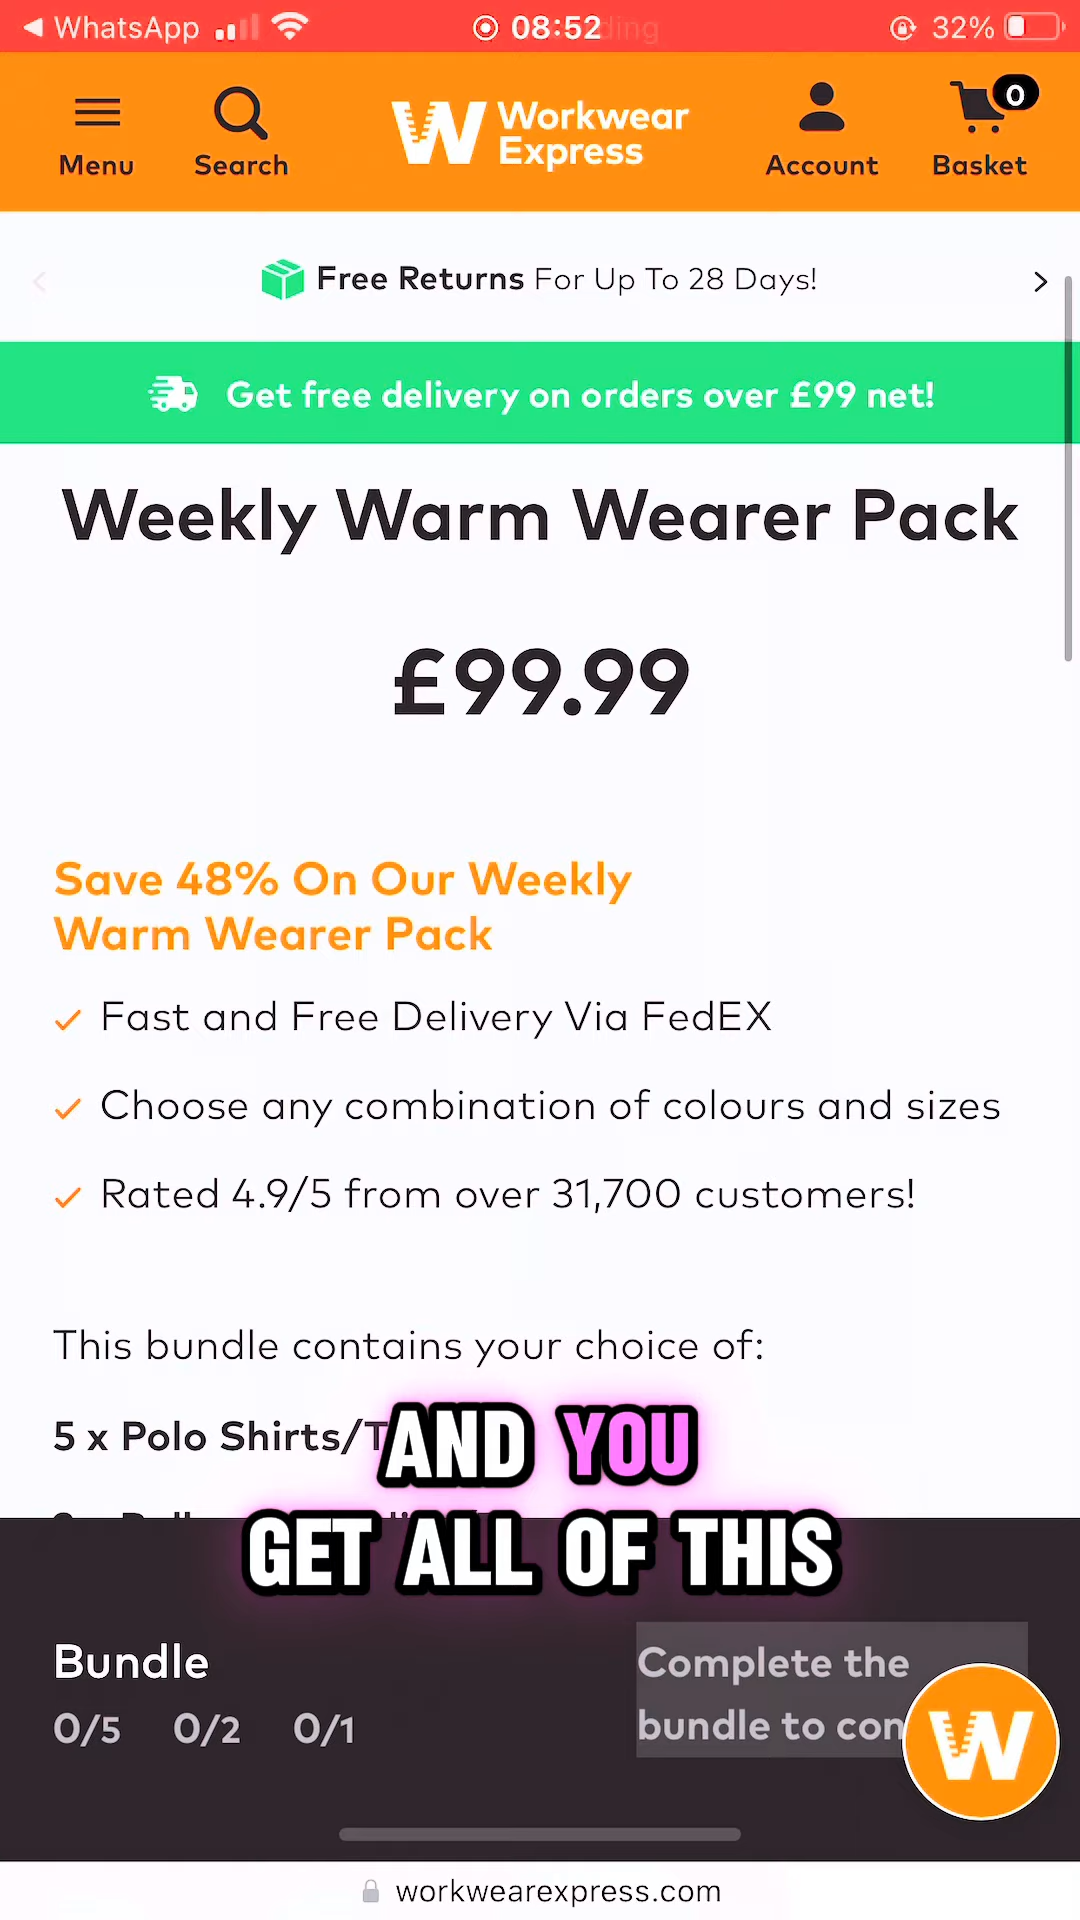 WhatsApp
08:52
32%
Menu
Search
Workwear
Express
Account
0
Basket
Free Returns For Up To 28 Days!
Get free delivery on orders over £99 net!
Weekly Warm Wearer Pack
£99.99
Save 48% On Our Weekly
Warm Wearer Pack
Fast and Free Delivery Via FedEX
Choose any combination of colours and sizes
Rated 4.9/5 from over 31,700 customers!
This bundle contains your choice of:
5 x Polo Shirts/T
AND YOU
GET ALL OF THIS
Bundle
0/5 0/2 0/1
Complete the
bundle to con
W
workwearexpress.com